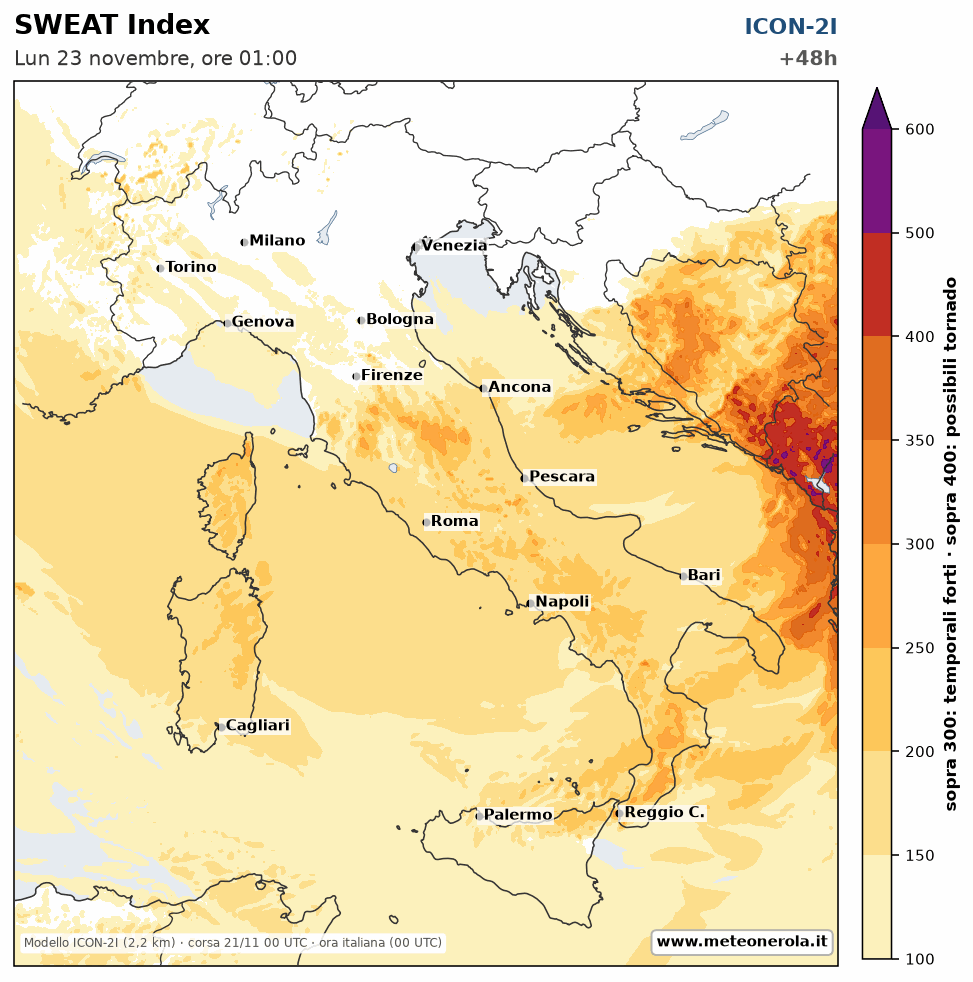 SWEAT Index
ICON-2I
Lun 23 novembre, ore 01:00
+48h
Milano
Venezia
Torino
Genova
Bologna
Firenze
Ancona
Pescara
Roma
Bari
Napoli
Cagliari
Palermo
Reggio C.
Modello ICON-2I (2,2 km) · corsa 21/11 00 UTC · ora italiana (00 UTC)
www.meteonerola.it
600
500
400
350
300
250
200
150
100
sopra 300: temporali forti · sopra 400: possibili tornado